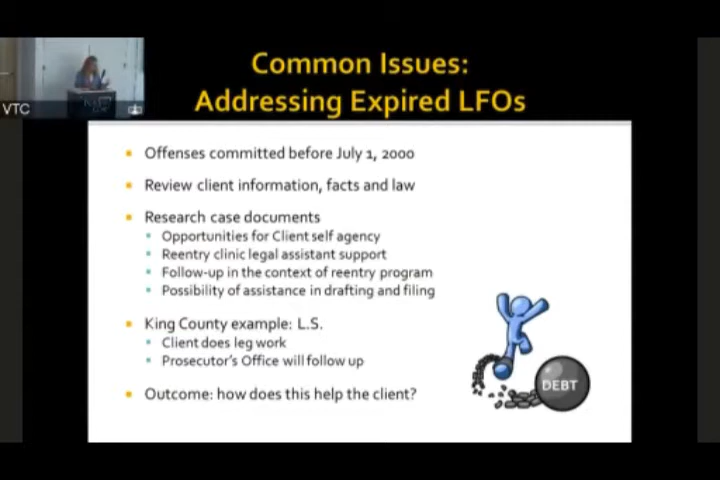 Common Issues:
Addressing Expired LFOs
VTC
Offenses committed before July 1, 2000
Review client information, facts and law
Research case documents
Opportunities for Client self agency
Reentry clinic legal assistant support
Follow-up in the context of reentry program
Possibility of assistance in drafting and filing
King County example: L.S.
Client does leg work
Prosecutor's Office will follow up
DEBT
Outcome: how does this help the client?